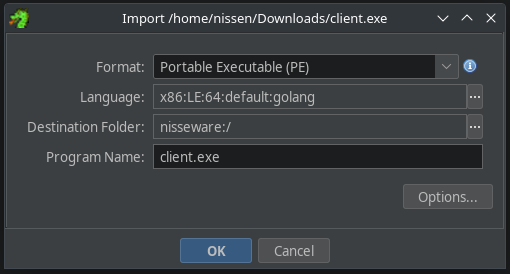 Import /home/nissen/Downloads/client.exe
Format: Portable Executable (PE)
Language: x86:LE:64:default:golang ...
Destination Folder: nisseware:/ ...
Program Name: client.exe
Options...
OK Cancel